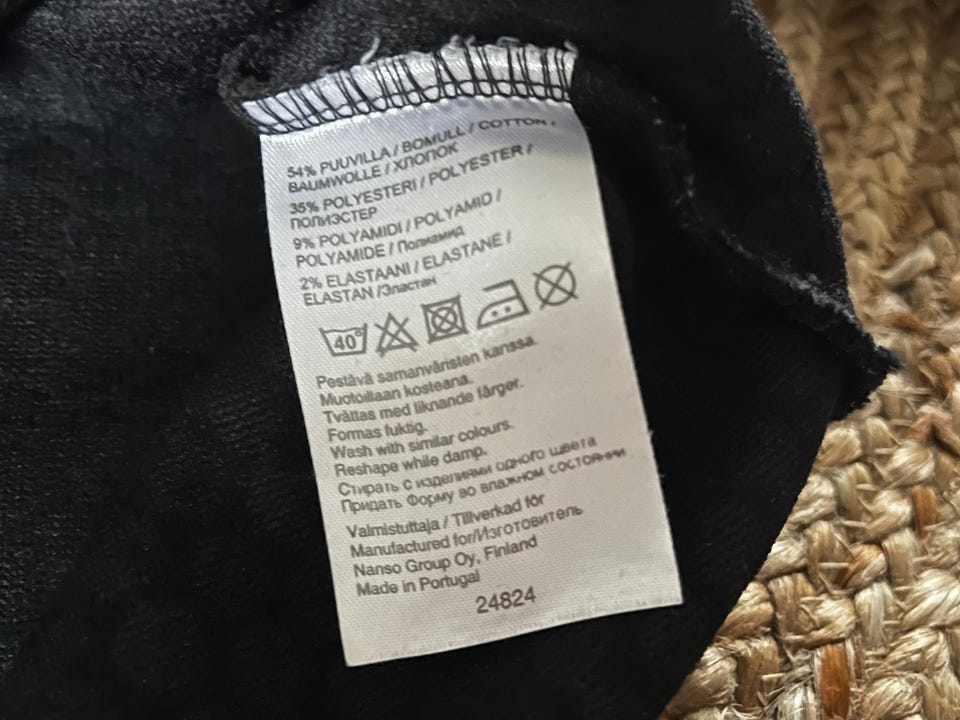 54% PUUVILLA / BOMULL / COTTON /
BAUMWOLLE / ХЛОПОК
35% POLYESTERI / POLYESTER /
ПОЛИЭСТЕР
9% POLYAMIDI / POLYAMID /
POLYAMIDE / Полиамид
2% ELASTAANI / ELASTANE /
ELASTAN /Эластан
40°
Pestävä samanväristen kanssa.
Muotoillaan kosteana.
Tvättas med liknande färger.
Formas fuktig.
Wash with similar colours.
Reshape while damp.
Стирать с изделиями одного цвета
Придать Форму во влажном состоянии
Valmistuttaja / Tillverkad för
Manufactured for/Изготовитель
Nanso Group Oy, Finland
Made in Portugal
24824